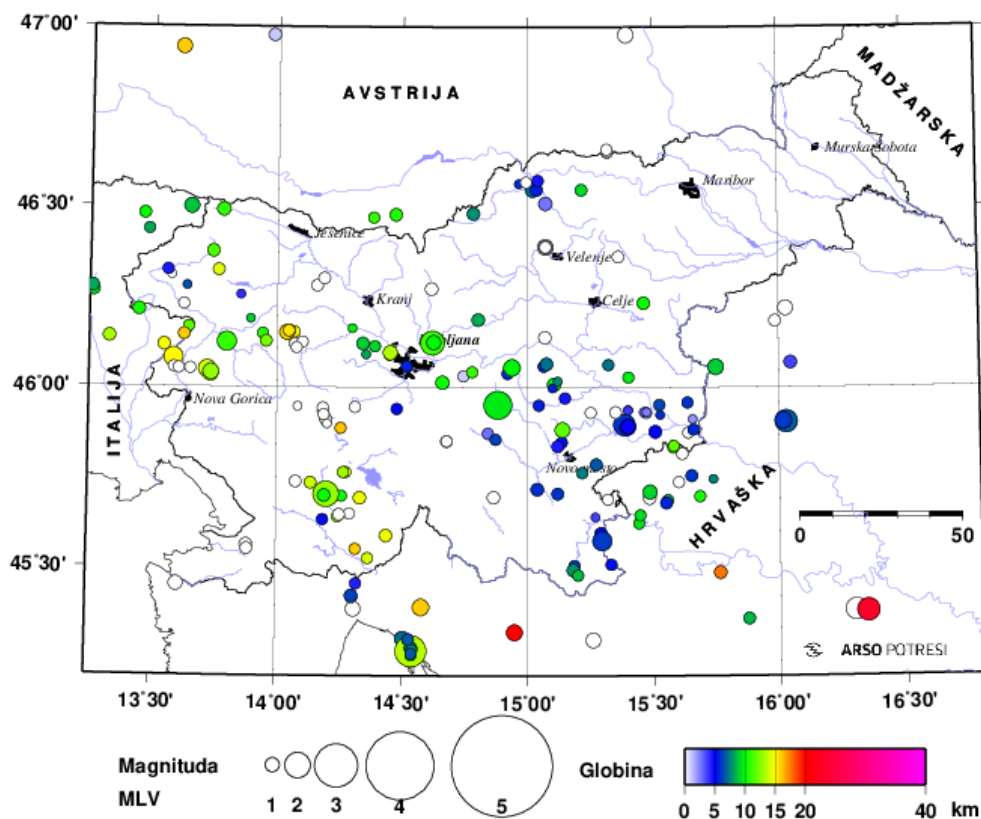 47°00'
46°30'
46°00'
45°30'
13°30'
14°00'
14°30'
15°00'
15°30'
16°00'
16°30'
AVSTRIJA
MADŽARSKA
ITALIJA
HRVAŠKA
Murska Sobota
Maribor
Jesenice
Velenje
Kranj
Celje
Nova Gorica
Novo mesto
0 50
ARSO POTRESI
Magnituda
MLV
1 2 3 4 5
Globina
0 5 10 15 20 40 km